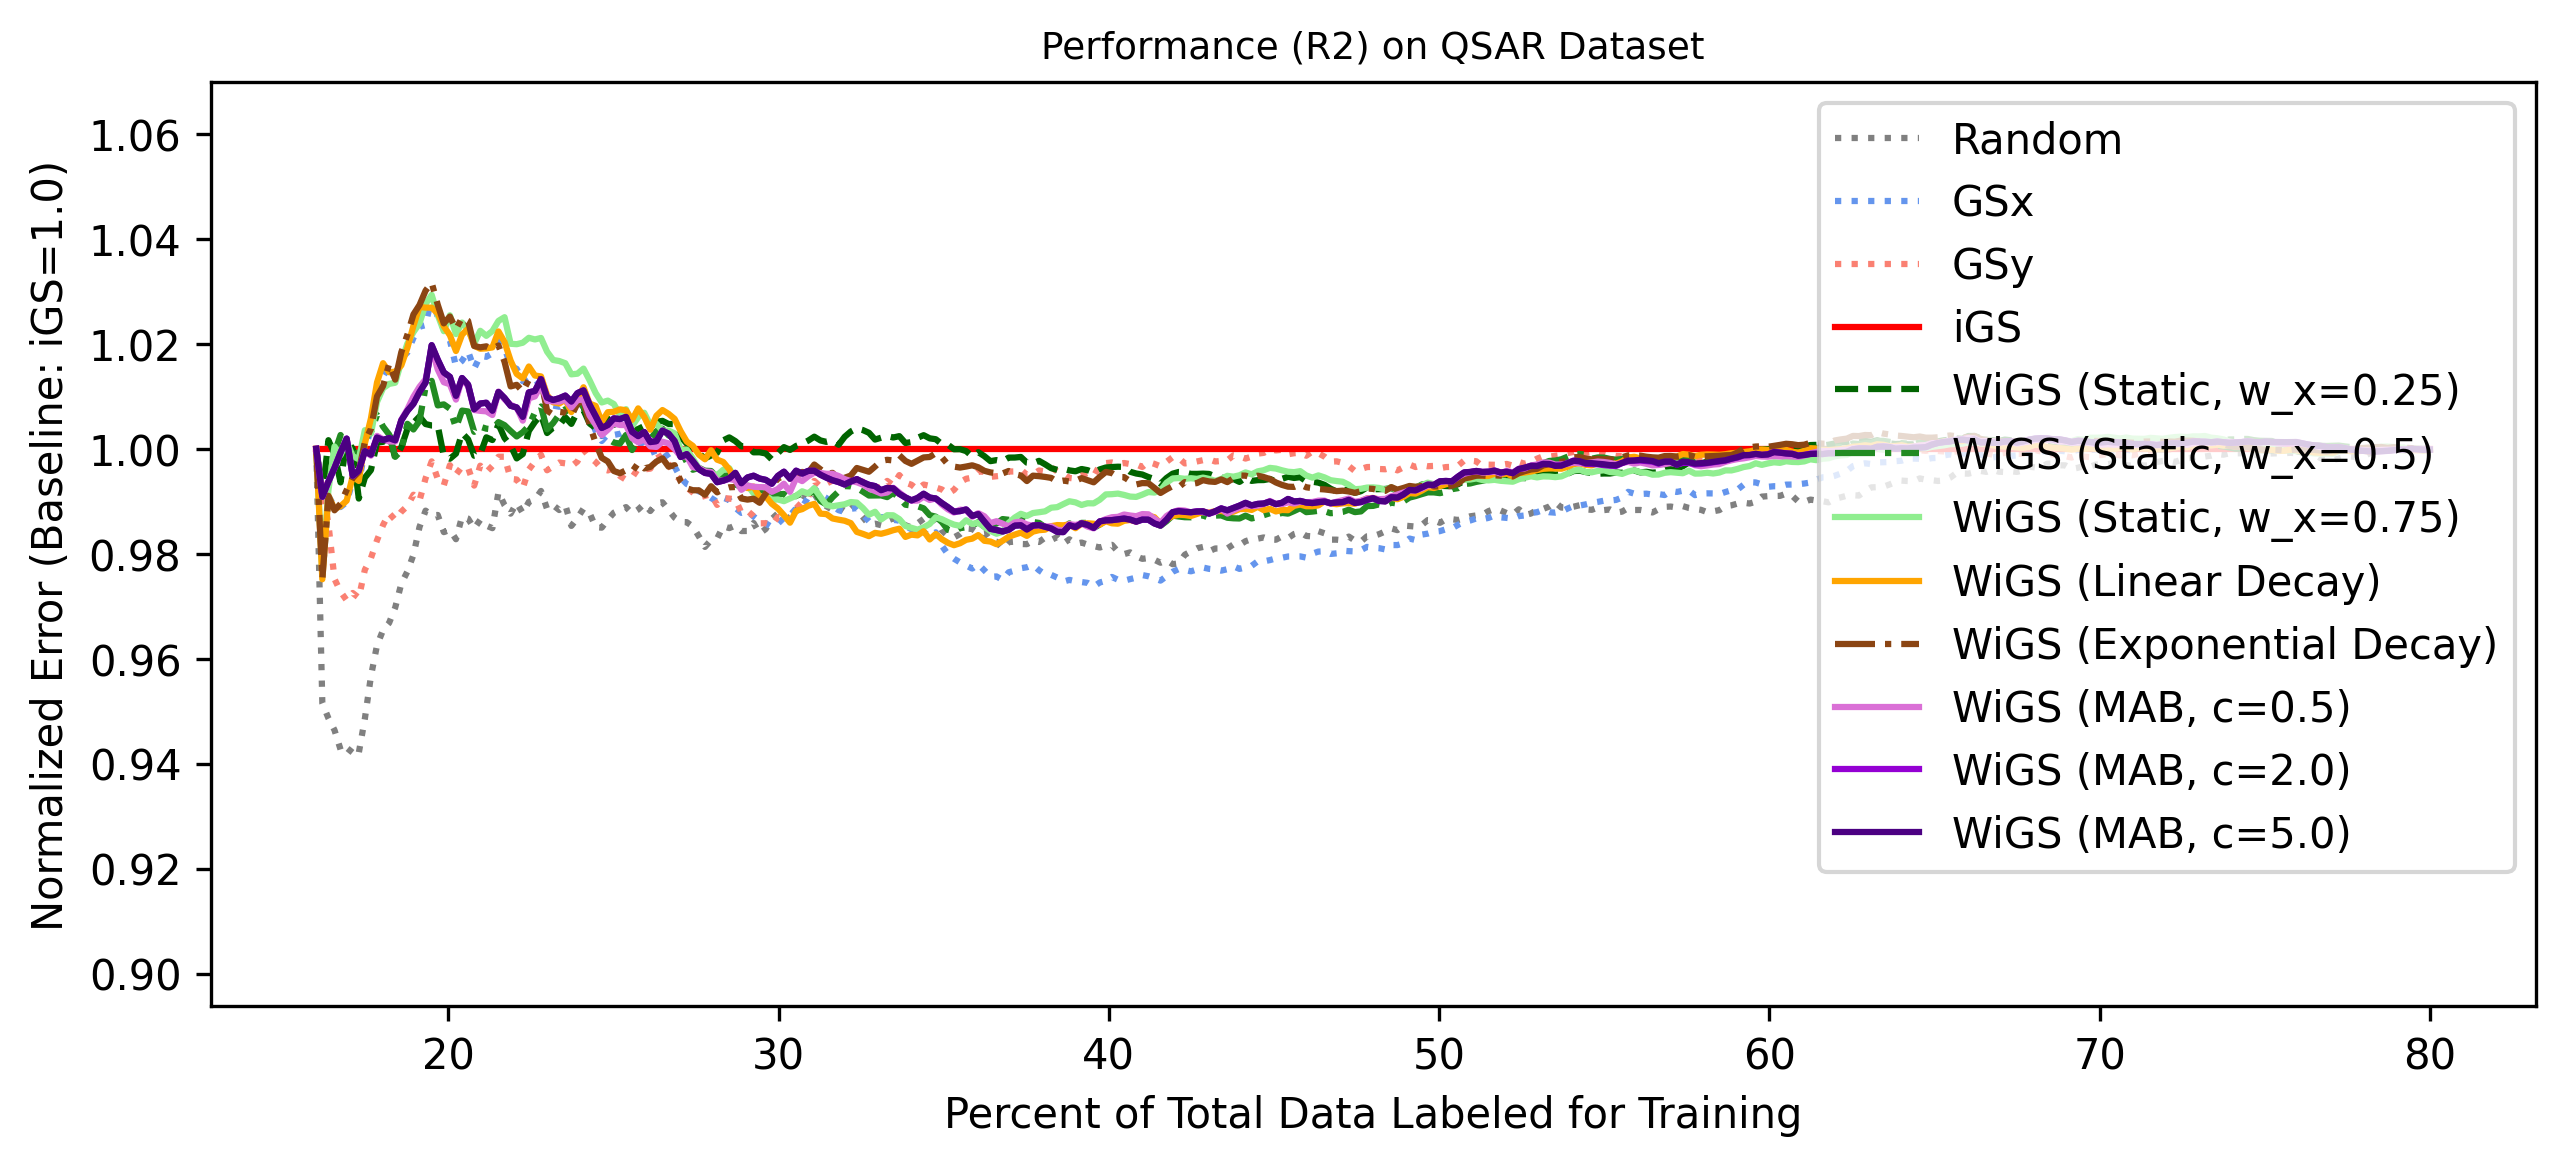 Performance (R2) on QSAR Dataset
Normalized Error (Baseline: iGS=1.0)
1.06
1.04
1.02
1.00
0.98
0.96
0.94
0.92
0.90
Random
GSx
GSy
iGS
WiGS (Static, w_x=0.25)
WiGS (Static, w_x=0.5)
WiGS (Static, w_x=0.75)
WiGS (Linear Decay)
WiGS (Exponential Decay)
WiGS (MAB, c=0.5)
WiGS (MAB, c=2.0)
WiGS (MAB, c=5.0)
20 30 40 50 60 70 80
Percent of Total Data Labeled for Training